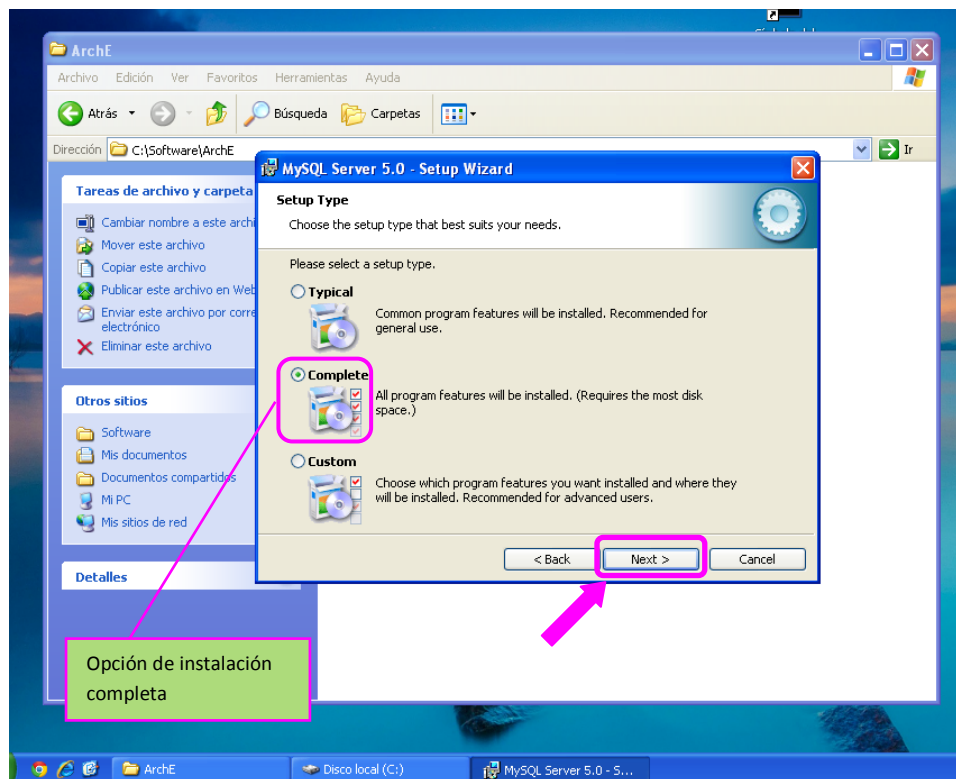 ArchE
Archivo Edición Ver Favoritos Herramientas Ayuda
Atrás Búsqueda Carpetas
Dirección C:\Software\ArchE Ir
Tareas de archivo y carpeta
Cambiar nombre a este archi
Mover este archivo
Copiar este archivo
Publicar este archivo en Web
Enviar este archivo por corre
electrónico
Eliminar este archivo
Otros sitios
Software
Mis documentos
Documentos compartidos
Mi PC
Mis sitios de red
Detalles
MySQL Server 5.0 - Setup Wizard
Setup Type
Choose the setup type that best suits your needs.
Please select a setup type.
Typical
Common program features will be installed. Recommended for
general use.
Complete
All program features will be installed. (Requires the most disk
space.)
Custom
Choose which program features you want installed and where they
will be installed. Recommended for advanced users.
< Back Next > Cancel
Opción de instalación
completa
ArchE Disco local (C:) MySQL Server 5.0 - S...